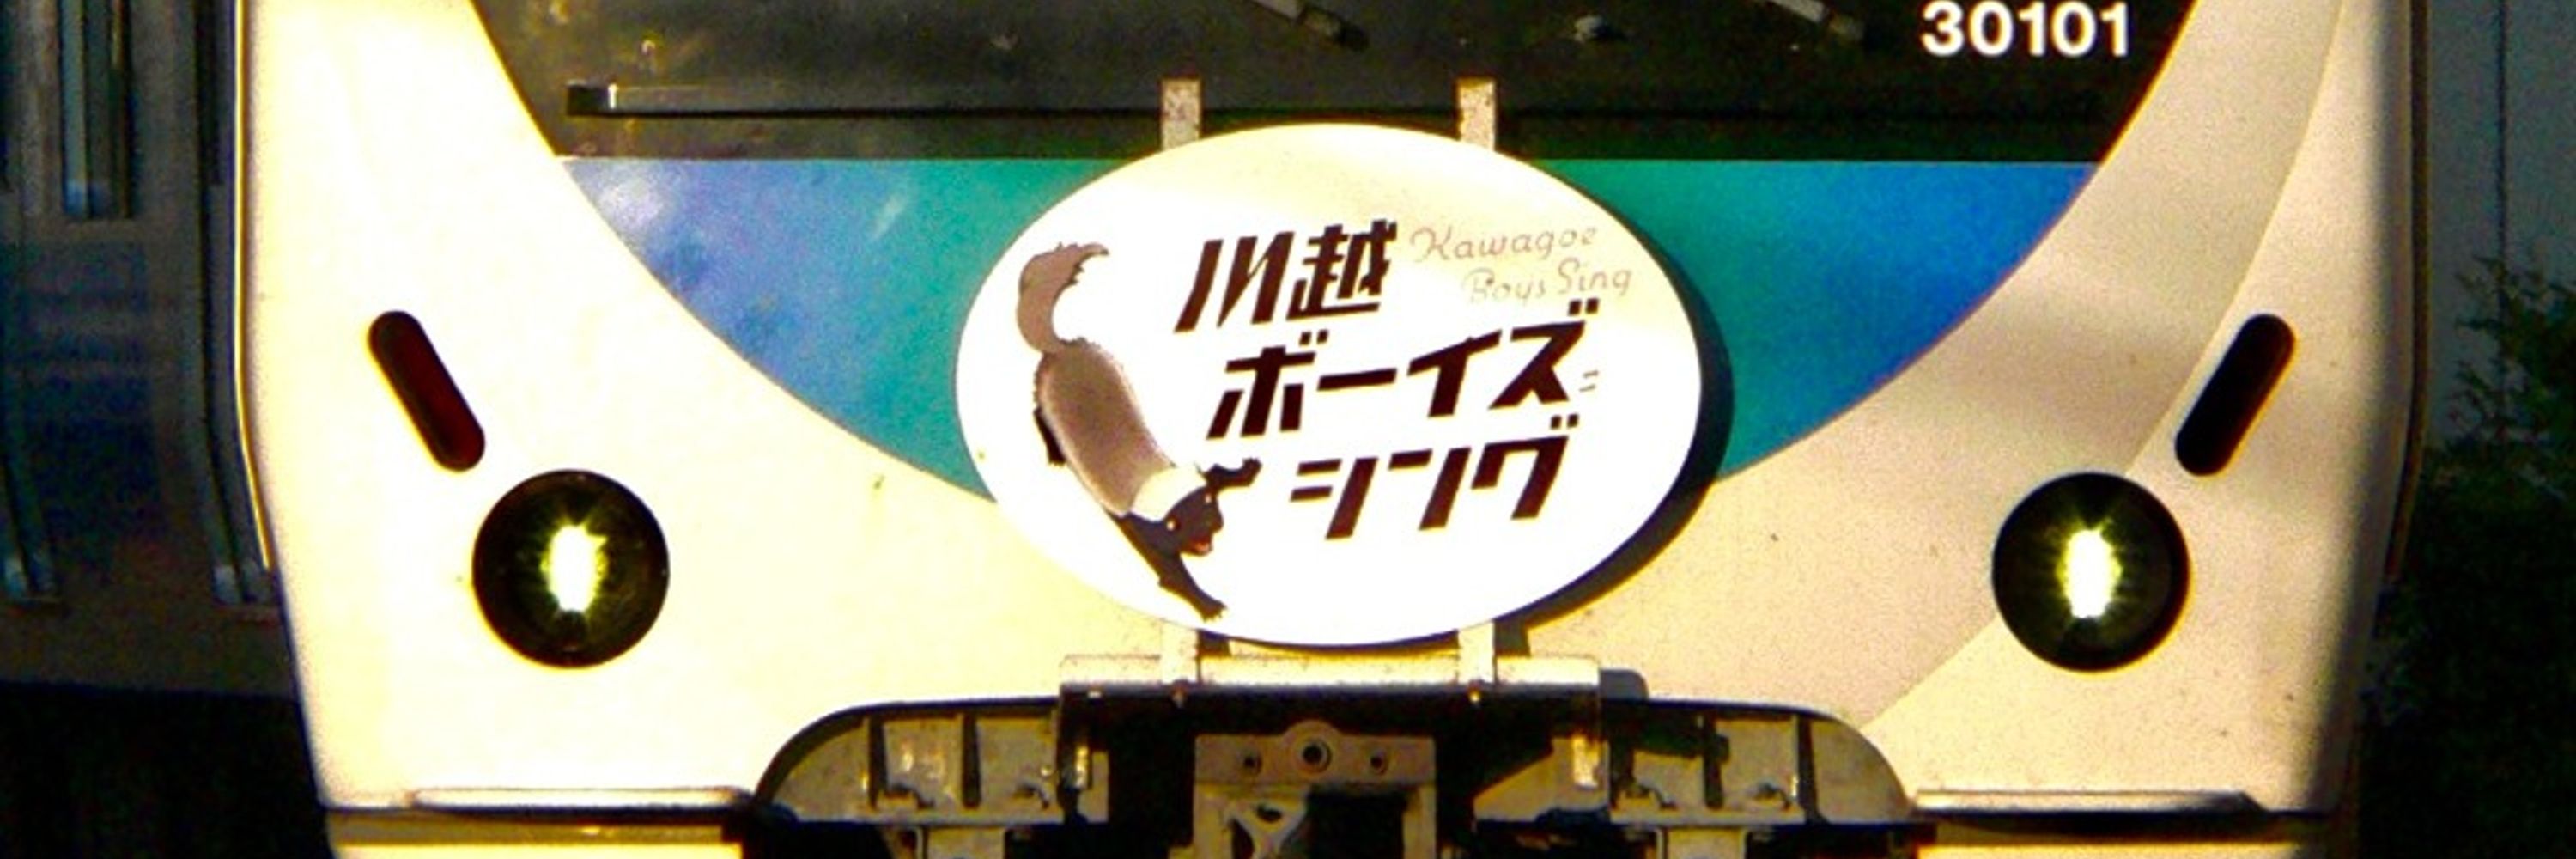 30101
川越
Kawagoe
Boys Sing
ボーイズ
シング